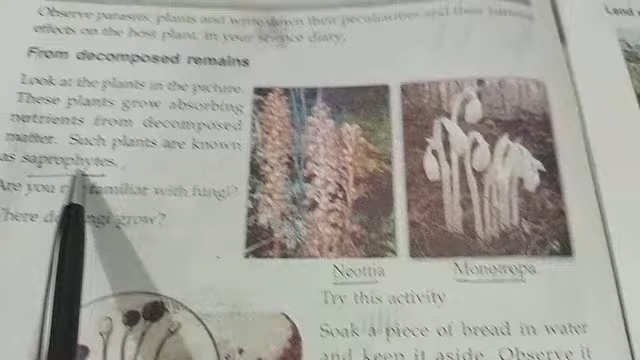 Observe parasitic plants and write down their peculiarities and their
effects on the host plant, in your science diary.
From decomposed remains
Look at the plants in the picture.
These plants grow absorbing
nutrients from decomposed
matter. Such plants are known
as saprophytes.
Are you familiar with fungi?
grow?
Neottia
Monotropa
Try this activity
Soak a piece of bread in water
and keep it aside. Observe it
Land